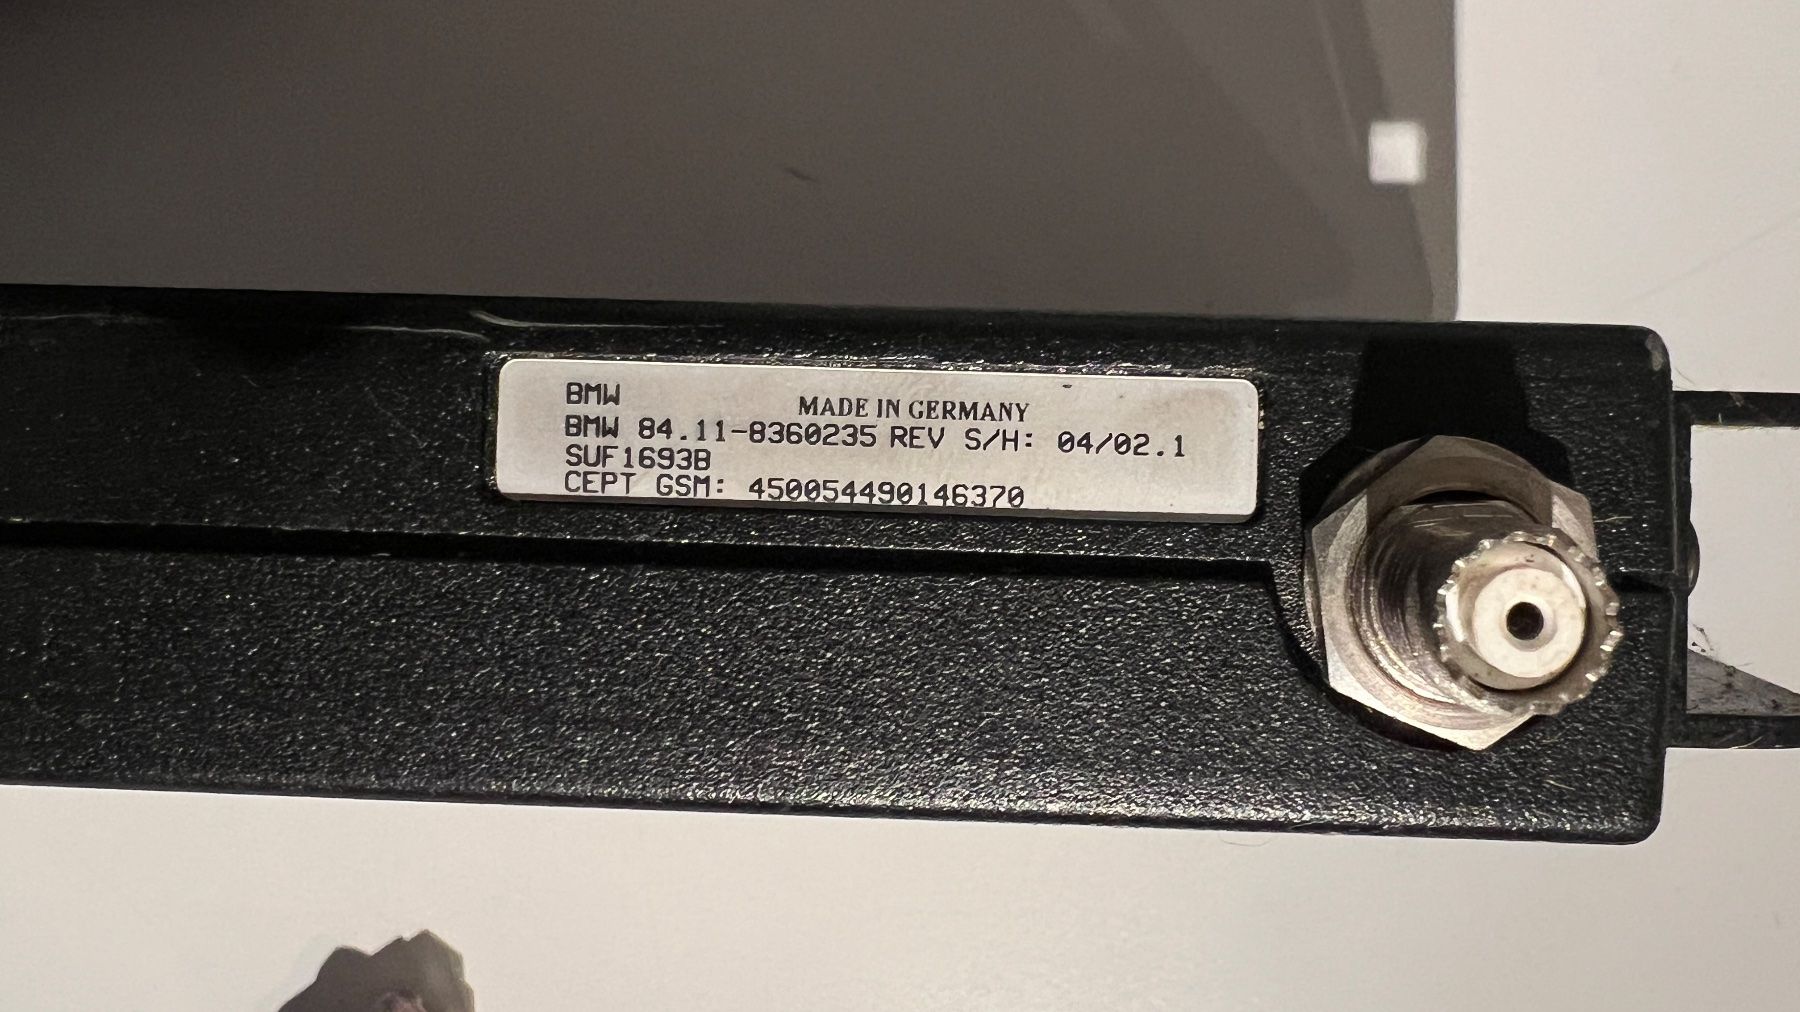 BMW
MADE IN GERMANY
BMW 84.11-8360235 REV S/H: 04/02.1
SUF1693B
CEPT GSM: 450054490146370